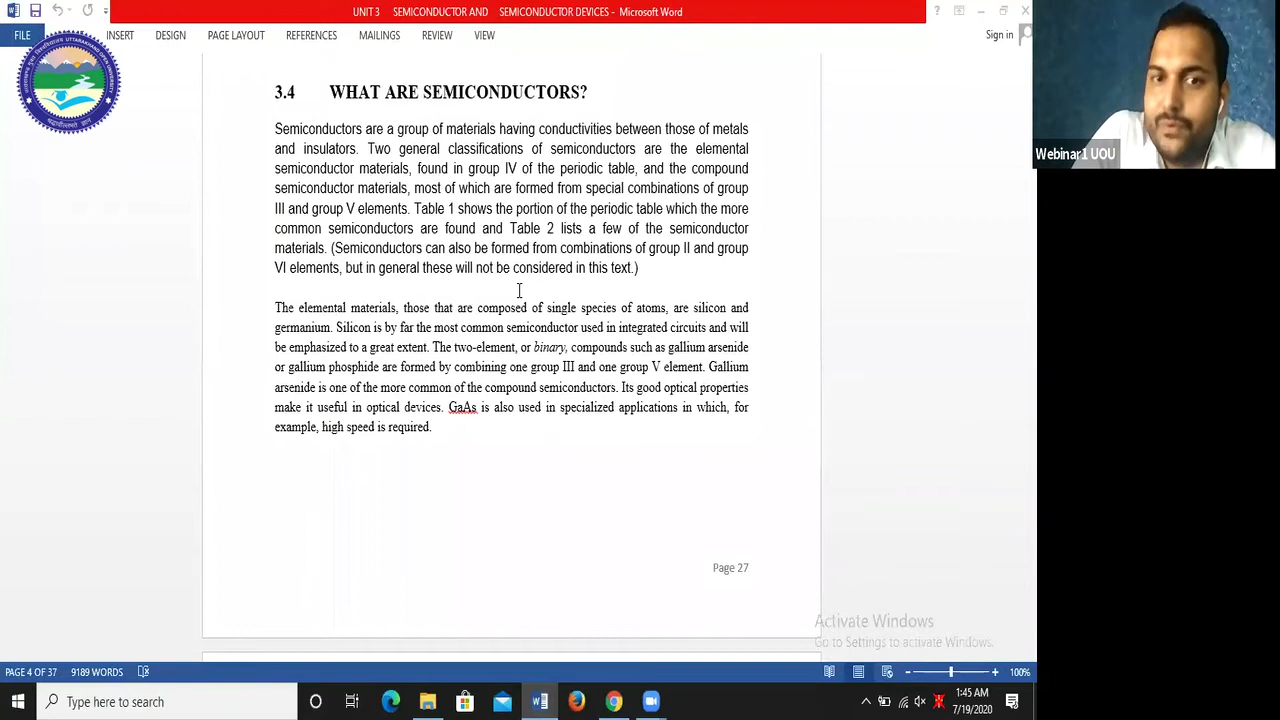 UNIT 3 SEMICONDUCTOR AND SEMICONDUCTOR DEVICES - Microsoft Word
FILE INSERT DESIGN PAGE LAYOUT REFERENCES MAILINGS REVIEW VIEW Sign in
3.4 WHAT ARE SEMICONDUCTORS?
Semiconductors are a group of materials having conductivities between those of metals
and insulators. Two general classifications of semiconductors are the elemental
semiconductor materials, found in group IV of the periodic table, and the compound
semiconductor materials, most of which are formed from special combinations of group
III and group V elements. Table 1 shows the portion of the periodic table which the more
common semiconductors are found and Table 2 lists a few of the semiconductor
materials. (Semiconductors can also be formed from combinations of group II and group
VI elements, but in general these will not be considered in this text.)
The elemental materials, those that are composed of single species of atoms, are silicon and
germanium. Silicon is by far the most common semiconductor used in integrated circuits and will
be emphasized to a great extent. The two-element, or binary, compounds such as gallium arsenide
or gallium phosphide are formed by combining one group III and one group V element. Gallium
arsenide is one of the more common of the compound semiconductors. Its good optical properties
make it useful in optical devices. GaAs is also used in specialized applications in which, for
example, high speed is required.
Page 27
Webinar1 UOU
Activate Windows
Go to Settings to activate Windows.
PAGE 4 OF 37 9189 WORDS 100%
Type here to search
1:45 AM
7/19/2020